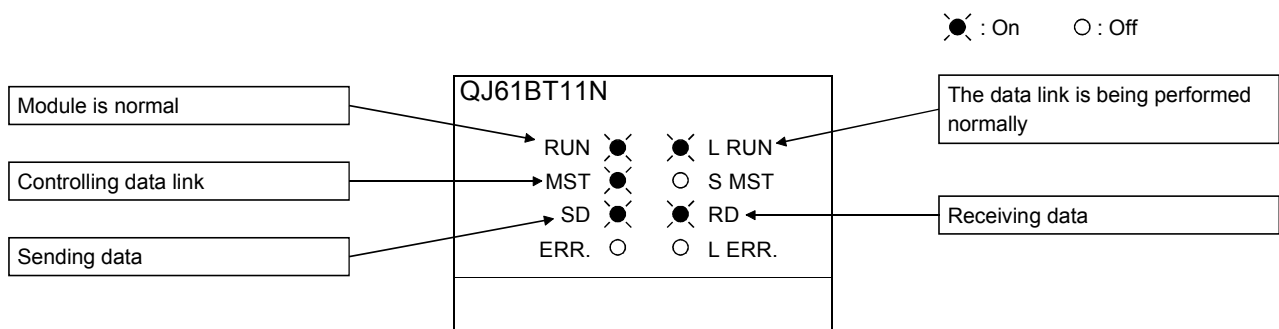 : On : Off
QJ61BT11N
Module is normal
The data link is being performed
normally
RUN L RUN
Controlling data link
MST S MST
SD RD
Receiving data
Sending data
ERR. L ERR.